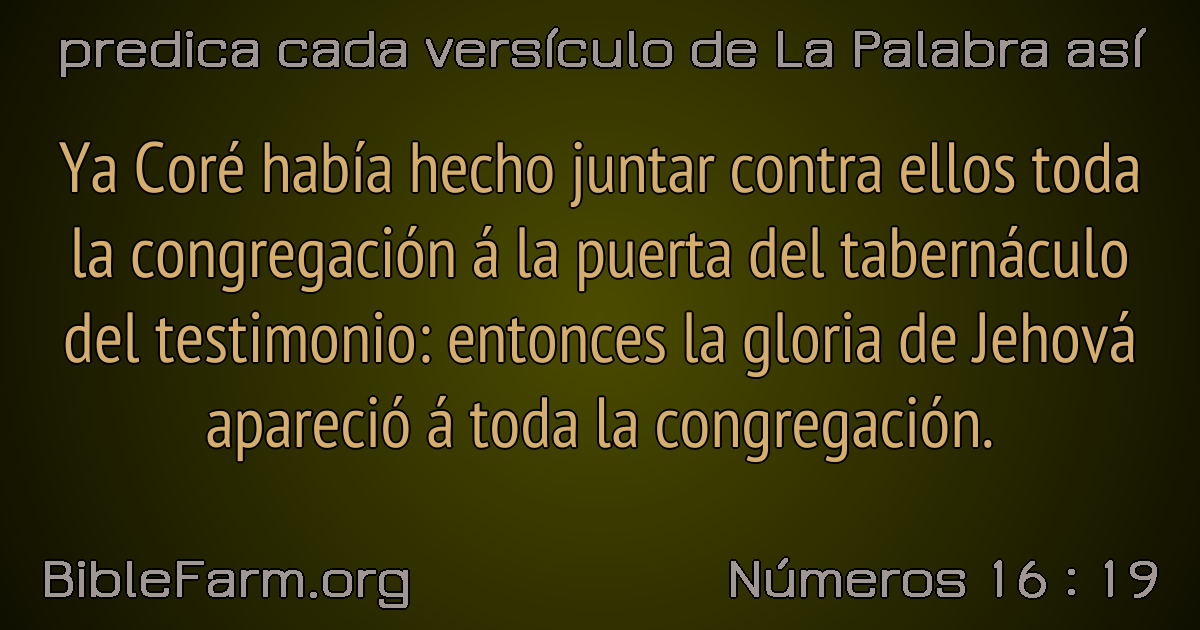 predica cada versículo de La Palabra así
Ya Coré había hecho juntar contra ellos toda
la congregación á la puerta del tabernáculo
del testimonio: entonces la gloria de Jehová
apareció á toda la congregación.
BibleFarm.org
Números 16 : 19